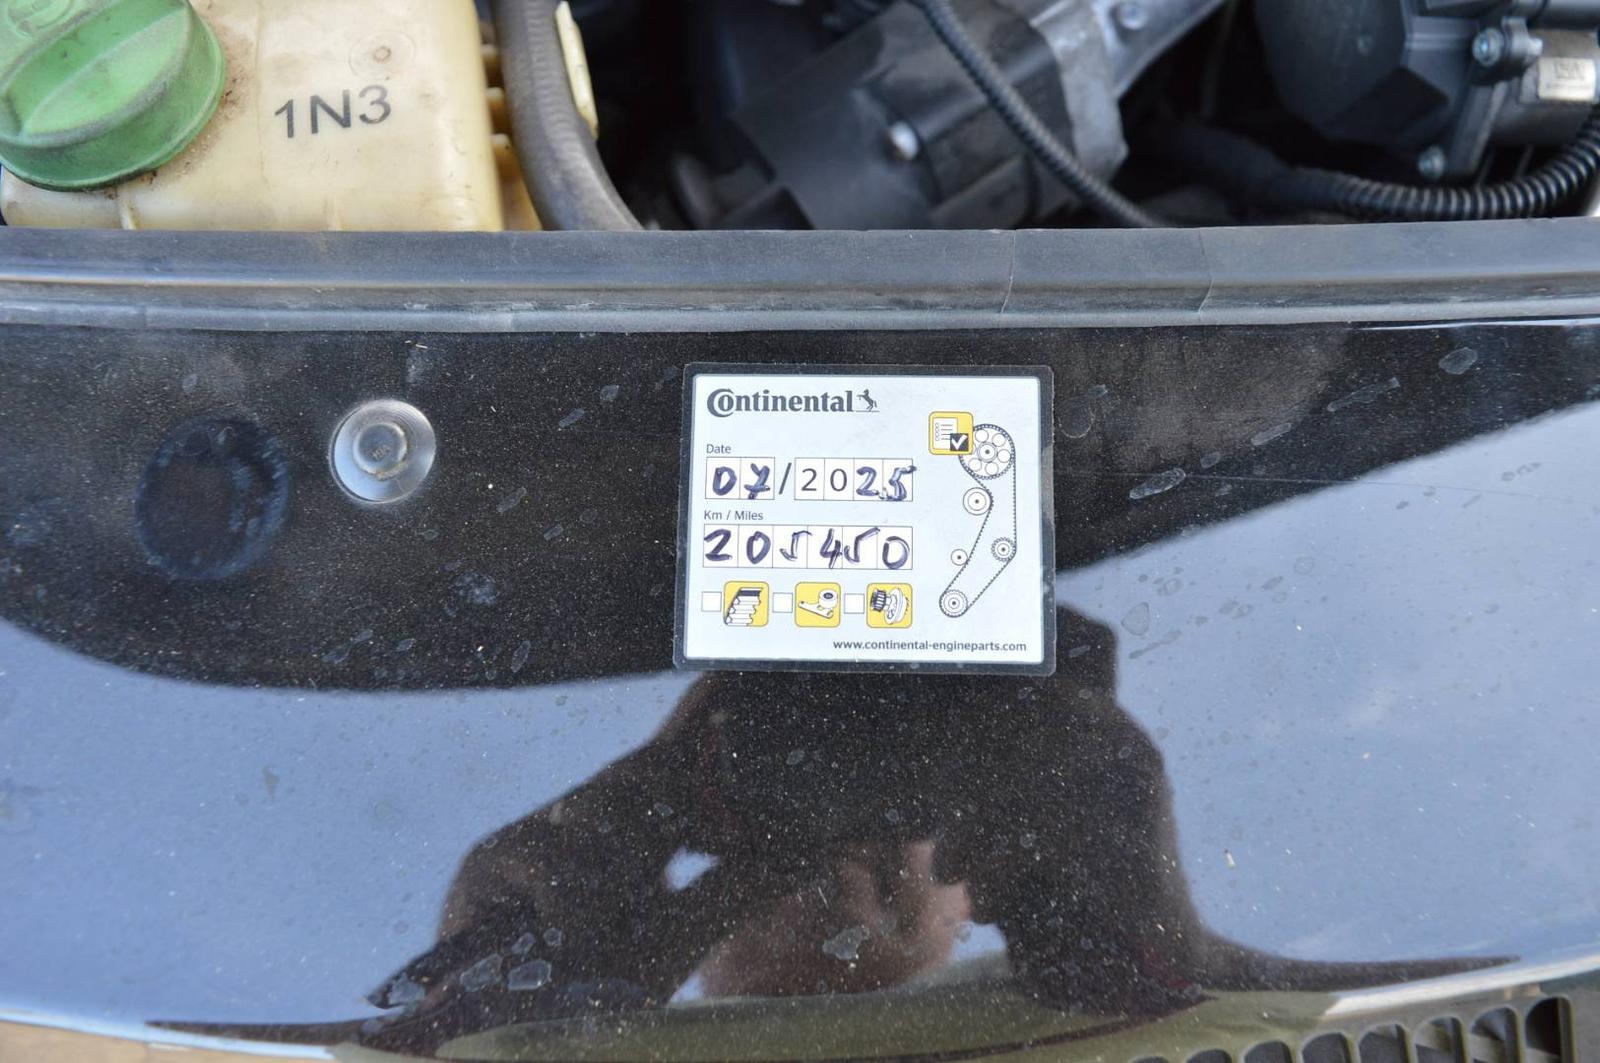 1N3
Continental
Date
07/2025
Km / Miles
205450
www.continental-engineparts.com